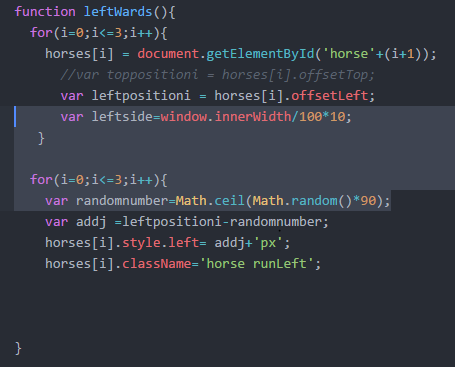 function leftWards(){
for(i=0;i<=3;i++){
horses[i] = document.getElementById('horse'+(i+1));
//var toppositioni = horses[i].offsetTop;
var leftpositioni = horses[i].offsetLeft;
var leftside=window.innerWidth/100*10;
}
for(i=0;i<=3;i++){
var randomnumber=Math.ceil(Math.random()*90);
var addj =leftpositioni-randomnumber;
horses[i].style.left= addj+'px';
horses[i].className='horse runLeft';
}